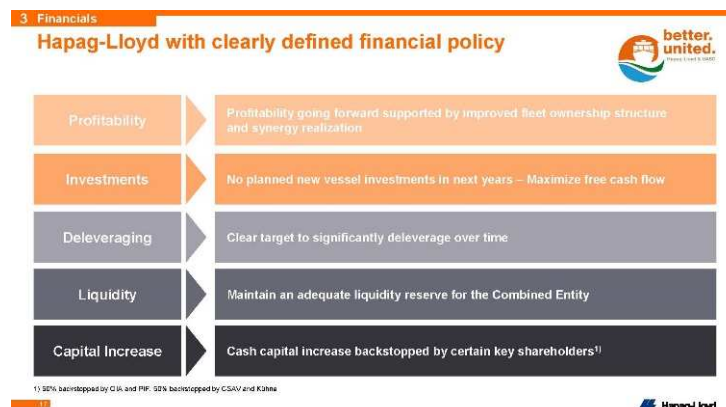 3 Financials
Hapag-Lloyd with clearly defined financial policy
better.
united.
Profitability
Profitability going forward supported by improved fleet ownership structure
and synergy realization
Investments
No planned new vessel investments in next years – Maximize free cash flow
Deleveraging
Clear target to significantly deleverage over time
Liquidity
Maintain an adequate liquidity reserve for the Combined Entity
Capital Increase
Cash capital increase backstopped by certain key shareholders1)
1) 50% backstopped by QIA and PIF, 50% backstopped by CSAV and Kühne
Hapag-Lloyd